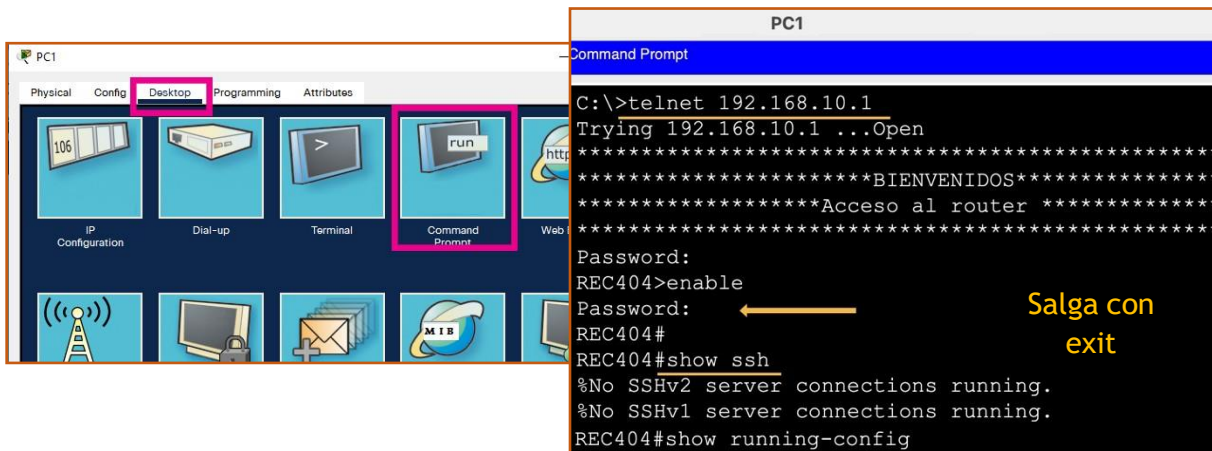 PC1
Physical Config Desktop Programming Attributes
106
>
run
http
IP
Configuration
Dial-up
Terminal
Command
Prompt
Web
MIB
PC1
Command Prompt
C:\>telnet 192.168.10.1
Trying 192.168.10.1 ...Open
*************************************************
***********************BIENVENIDOS***************
*******************Acceso al router *************
*************************************************
Password:
REC404>enable
Password:
REC404#
REC404#show ssh
%No SSHv2 server connections running.
%No SSHv1 server connections running.
REC404#show running-config
Salga con
exit